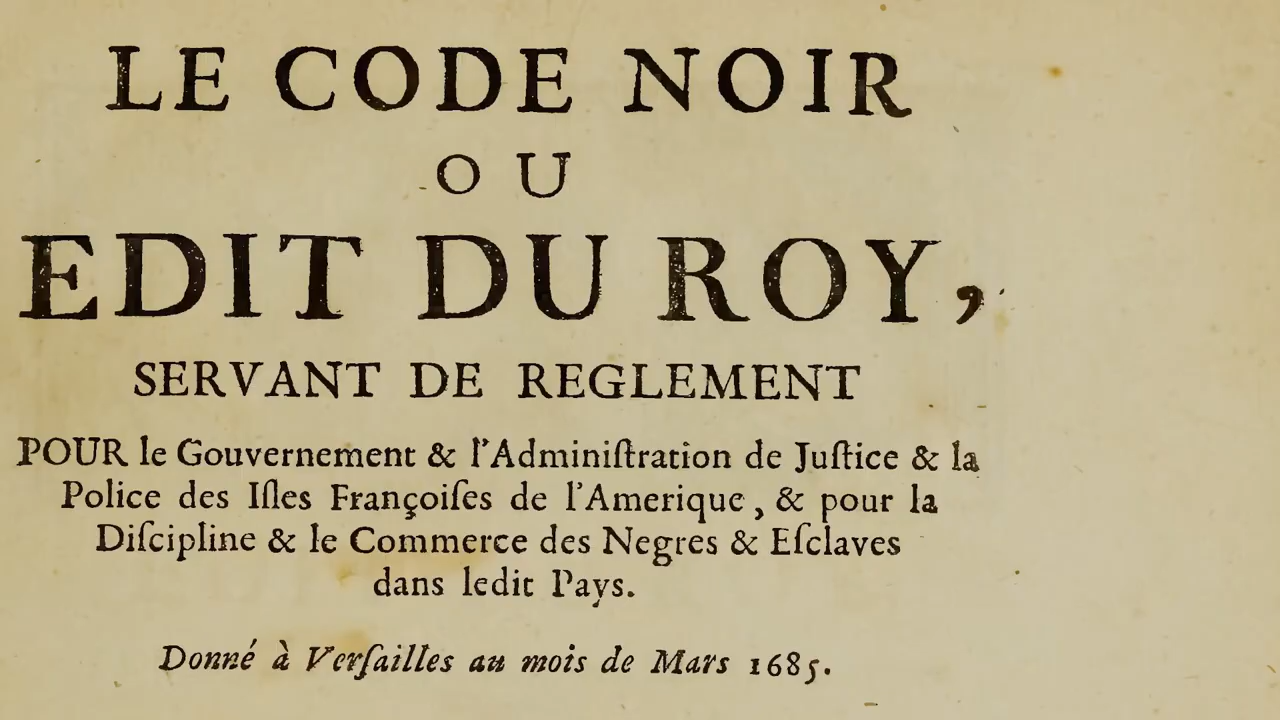 LE CODE NOIR
OU
EDIT DU ROY,
SERVANT DE REGLEMENT
POUR le Gouvernement & l'Adminiſtration de Juſtice & la
Police des Iſles Françoiſes de l'Amerique, & pour la
Diſcipline & le Commerce des Negres & Eſclaves
dans ledit Pays.
Donné à Verſailles au mois de Mars 1685.